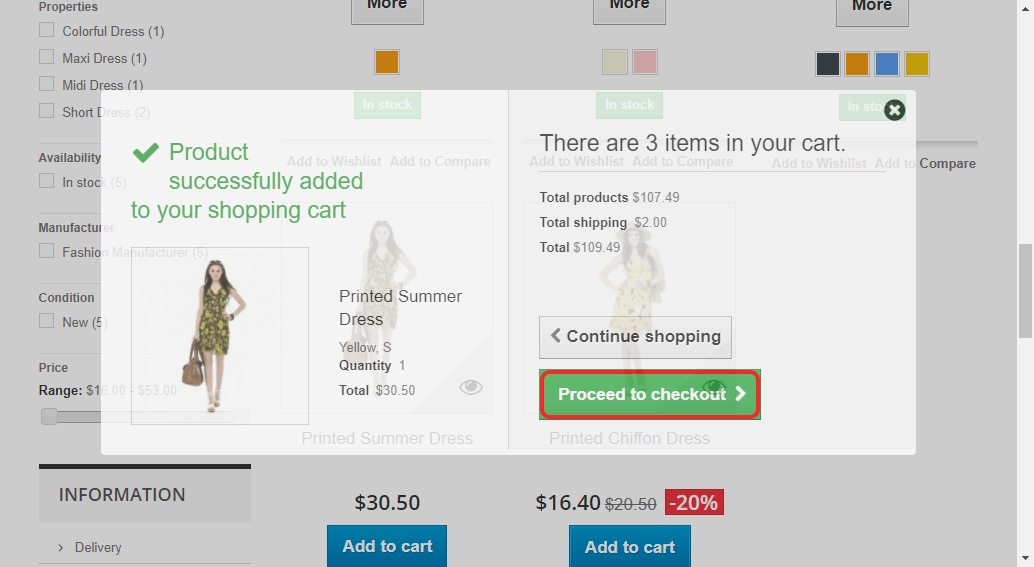 Properties
Colorful Dress (1)
Maxi Dress (1)
Midi Dress (1)
Short Dress (2)
Availability
In stock (5)
Manufacturer
Fashion Manufacturer (5)
Condition
New (5)
Price
Range: $16.00 - $53.00
INFORMATION
Delivery
More
More
More
In stock
In stock
In stock
Add to Wishlist Add to Compare
Add to Wishlist Add to Compare
Add to Wishlist Add to Compare
Product
successfully added
to your shopping cart
Printed Summer
Dress
Yellow, S
Quantity 1
Total $30.50
There are 3 items in your cart.
Total products $107.49
Total shipping $2.00
Total $109.49
Continue shopping
Proceed to checkout
Printed Summer Dress
Printed Chiffon Dress
$30.50
$16.40 $20.50 -20%
Add to cart
Add to cart